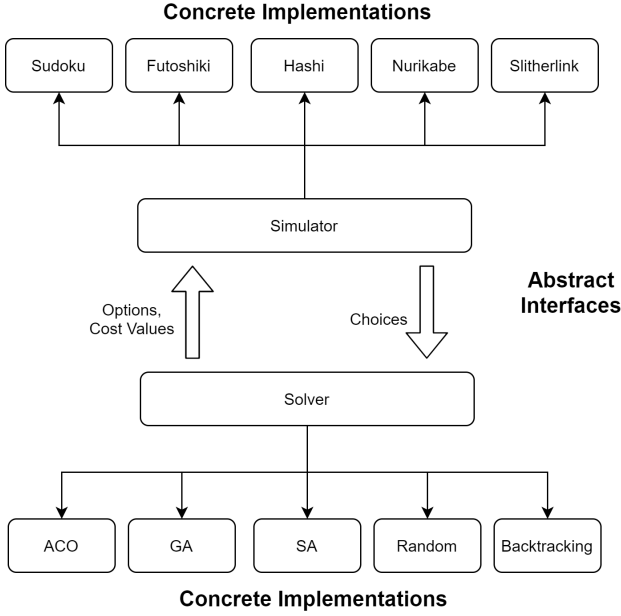 Concrete Implementations
Sudoku
Futoshiki
Hashi
Nurikabe
Slitherlink
Simulator
Options,
Cost Values
Choices
Abstract
Interfaces
Solver
ACO
GA
SA
Random
Backtracking
Concrete Implementations